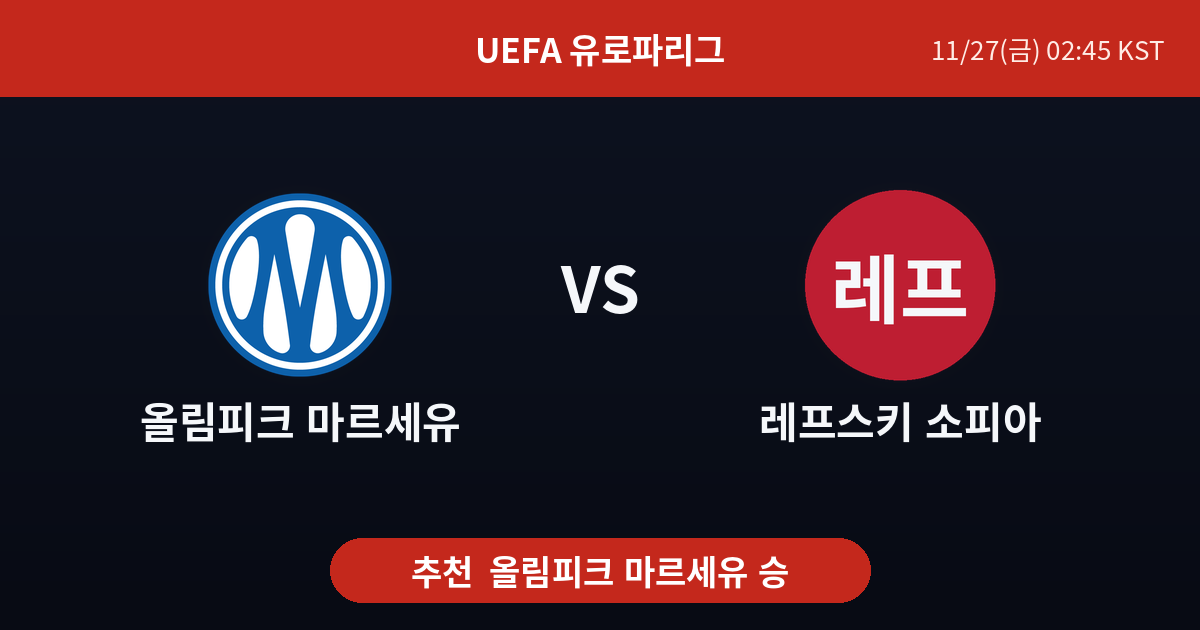 UEFA 유로파리그
11/27(금) 02:45 KST
VS
레프
올림피크 마르세유
레프스키 소피아
추천 올림피크 마르세유 승